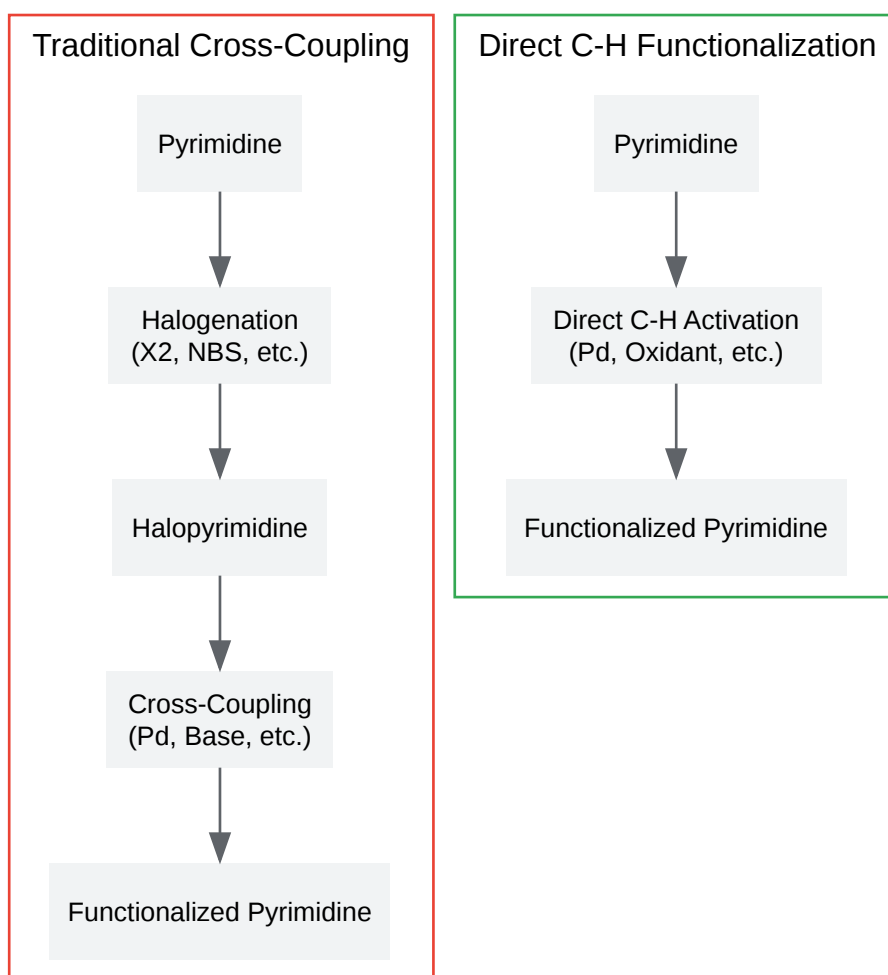 Traditional Cross-Coupling
Pyrimidine
Halogenation
(X2, NBS, etc.)
Halopyrimidine
Cross-Coupling
(Pd, Base, etc.)
Functionalized Pyrimidine
Direct C-H Functionalization
Pyrimidine
Direct C-H Activation
(Pd, Oxidant, etc.)
Functionalized Pyrimidine